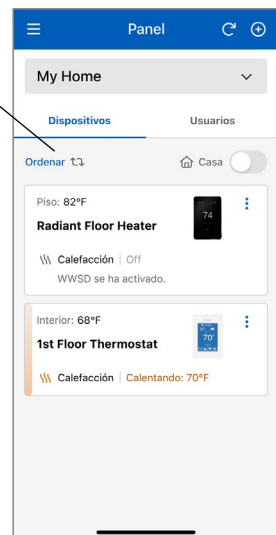 Panel
My Home
Dispositivos Usuarios
Ordenar Casa
Piso: 82°F
74
Radiant Floor Heater
Calefacción | Off
WWSD se ha activado.
Interior: 68°F
70
1st Floor Thermostat
Calefacción | Calentando: 70°F